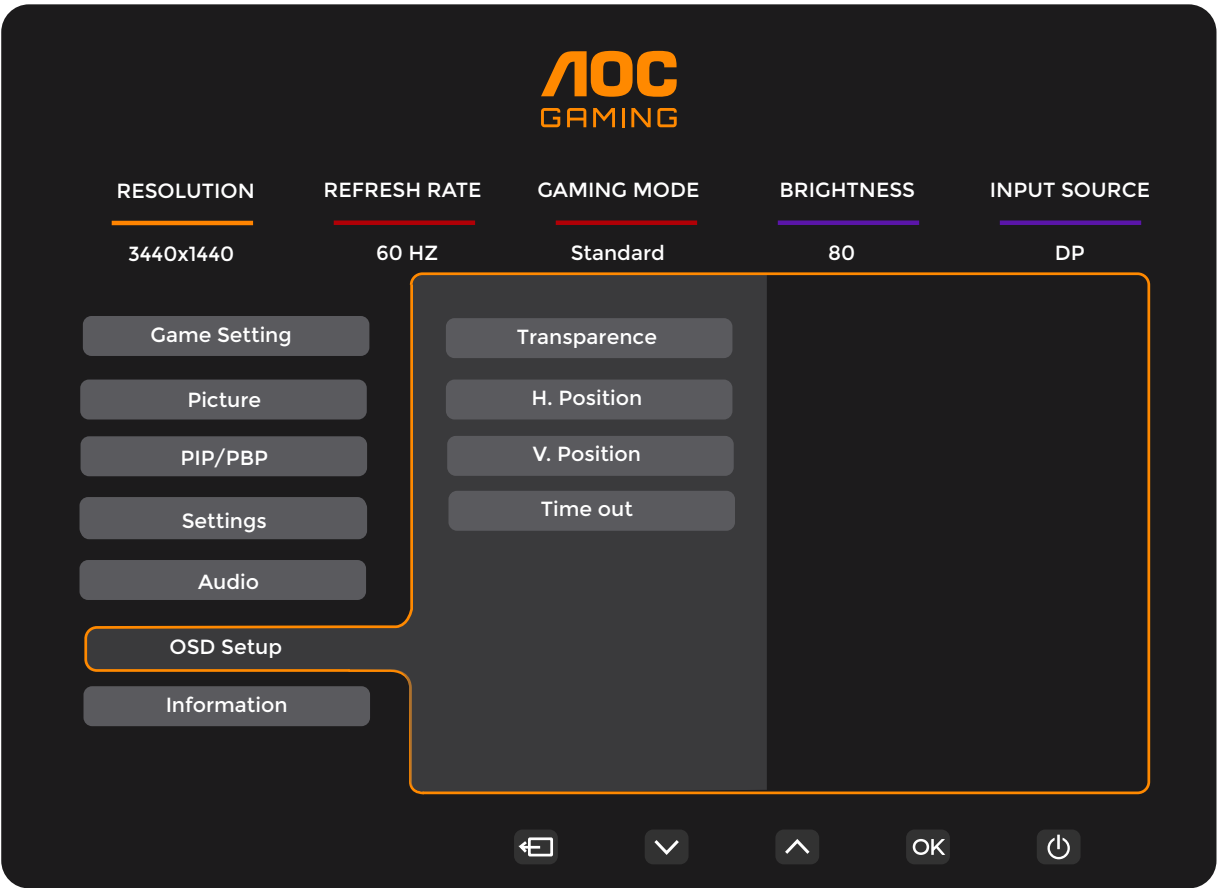 AOC
GAMING
RESOLUTION REFRESH RATE GAMING MODE BRIGHTNESS INPUT SOURCE
3440x1440 60 HZ Standard 80 DP
Game Setting Transparence
Picture H. Position
PIP/PBP V. Position
Settings Time out
Audio
OSD Setup
Information
OK